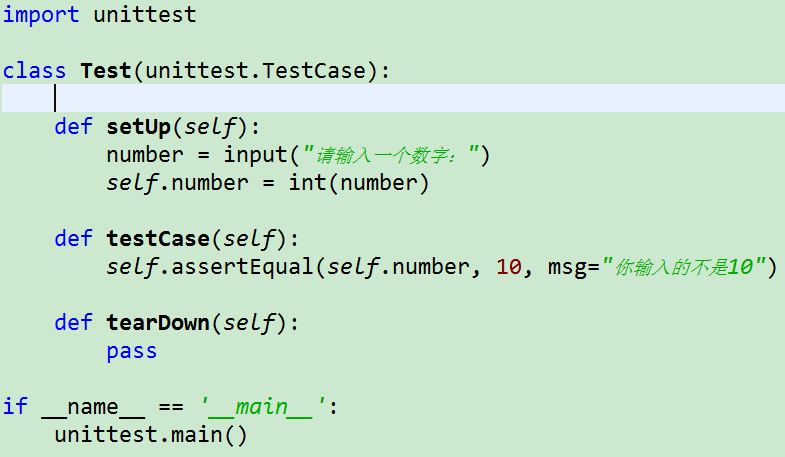 import unittest
class Test(unittest.TestCase):
def setUp(self):
number = input("请输入一个数字：")
self.number = int(number)
def testCase(self):
self.assertEqual(self.number, 10, msg="你输入的不是10")
def tearDown(self):
pass
if __name__ == '__main__':
unittest.main()